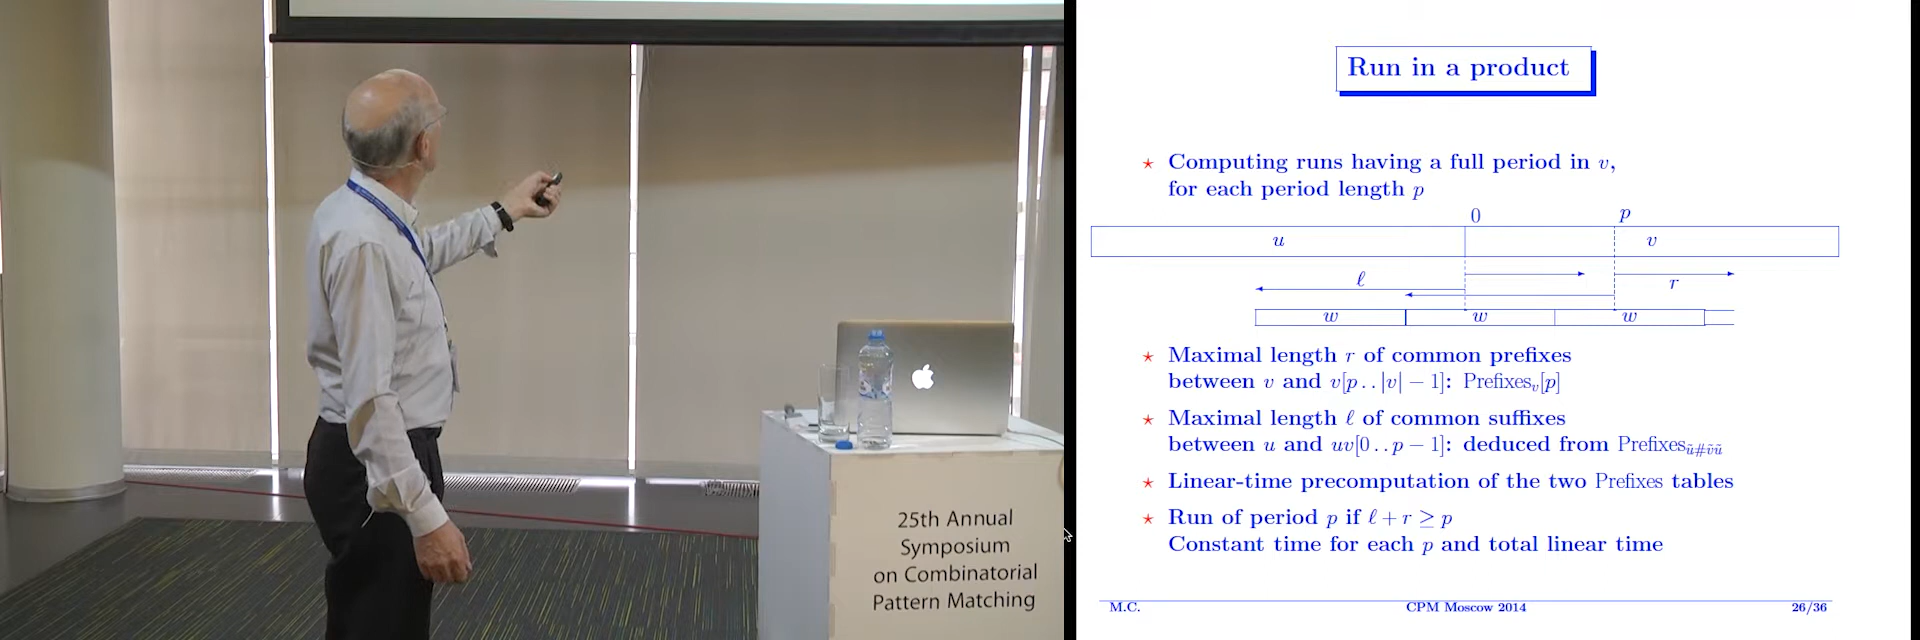 25th Annual
Symposium
on Combinatorial
Pattern Matching
Run in a product
⋆ Computing runs having a full period in v,
for each period length p
0 p
u v
ℓ r
w w w
⋆ Maximal length r of common prefixes
between v and v[p . . |v| − 1]: Prefixesᵥ[p]
⋆ Maximal length ℓ of common suffixes
between u and uv[0 . . p − 1]: deduced from Prefixes_ũ#ṽũ
⋆ Linear-time precomputation of the two Prefixes tables
⋆ Run of period p if ℓ + r ≥ p
Constant time for each p and total linear time
M.C. CPM Moscow 2014 26/36